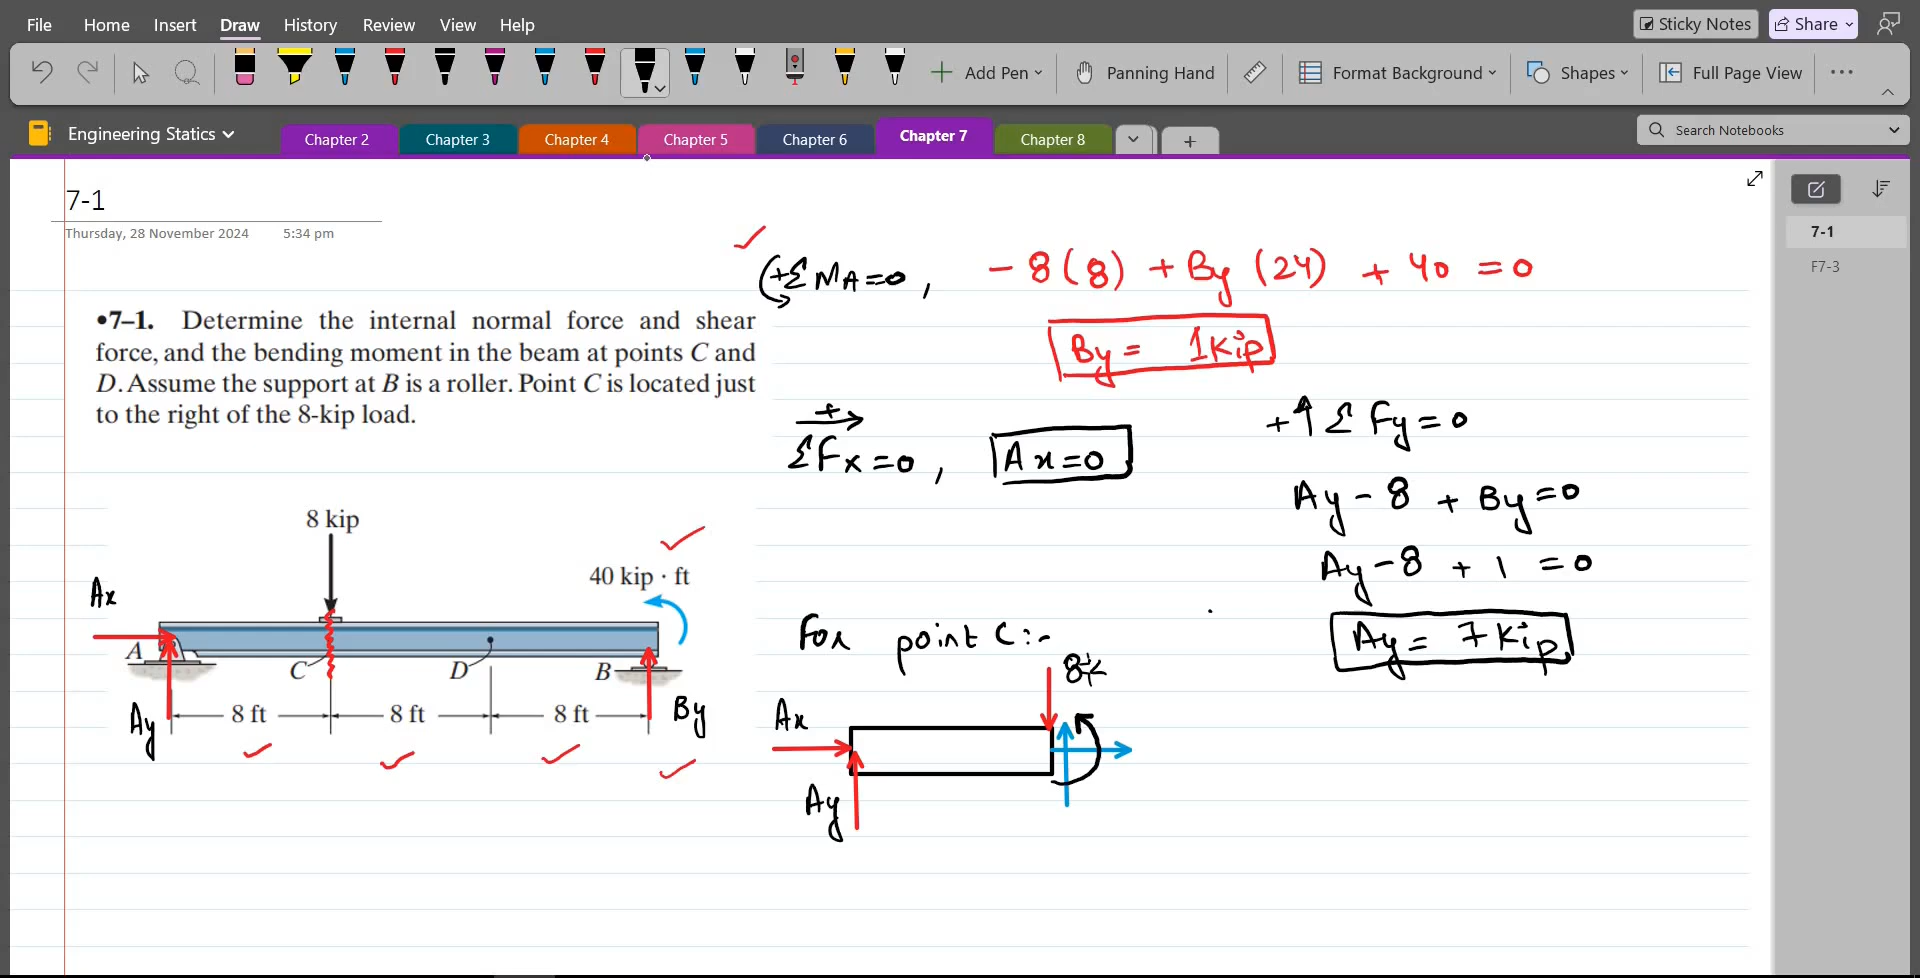 File Home Insert Draw History Review View Help
Sticky Notes Share
Add Pen Panning Hand Format Background Shapes Full Page View
Engineering Statics Chapter 2 Chapter 3 Chapter 4 Chapter 5 Chapter 6 Chapter 7 Chapter 8 + Search Notebooks
7-1
Thursday, 28 November 2024 5:34 pm
7-1
F7-3
•7–1. Determine the internal normal force and shear
force, and the bending moment in the beam at points C and
D. Assume the support at B is a roller. Point C is located just
to the right of the 8-kip load.
8 kip
40 kip · ft
Ax
A
C
D
B
Ay
8 ft
8 ft
8 ft
By
+ΣMA=0, -8(8) + By(24) + 40 = 0
By = 1Kip
+
ΣFx=0, Ax=0
+↑ΣFy=0
Ay-8 + By=0
Ay-8 + 1 =0
Ay= 7Kip
For point C:-
8k
Ax
Ay